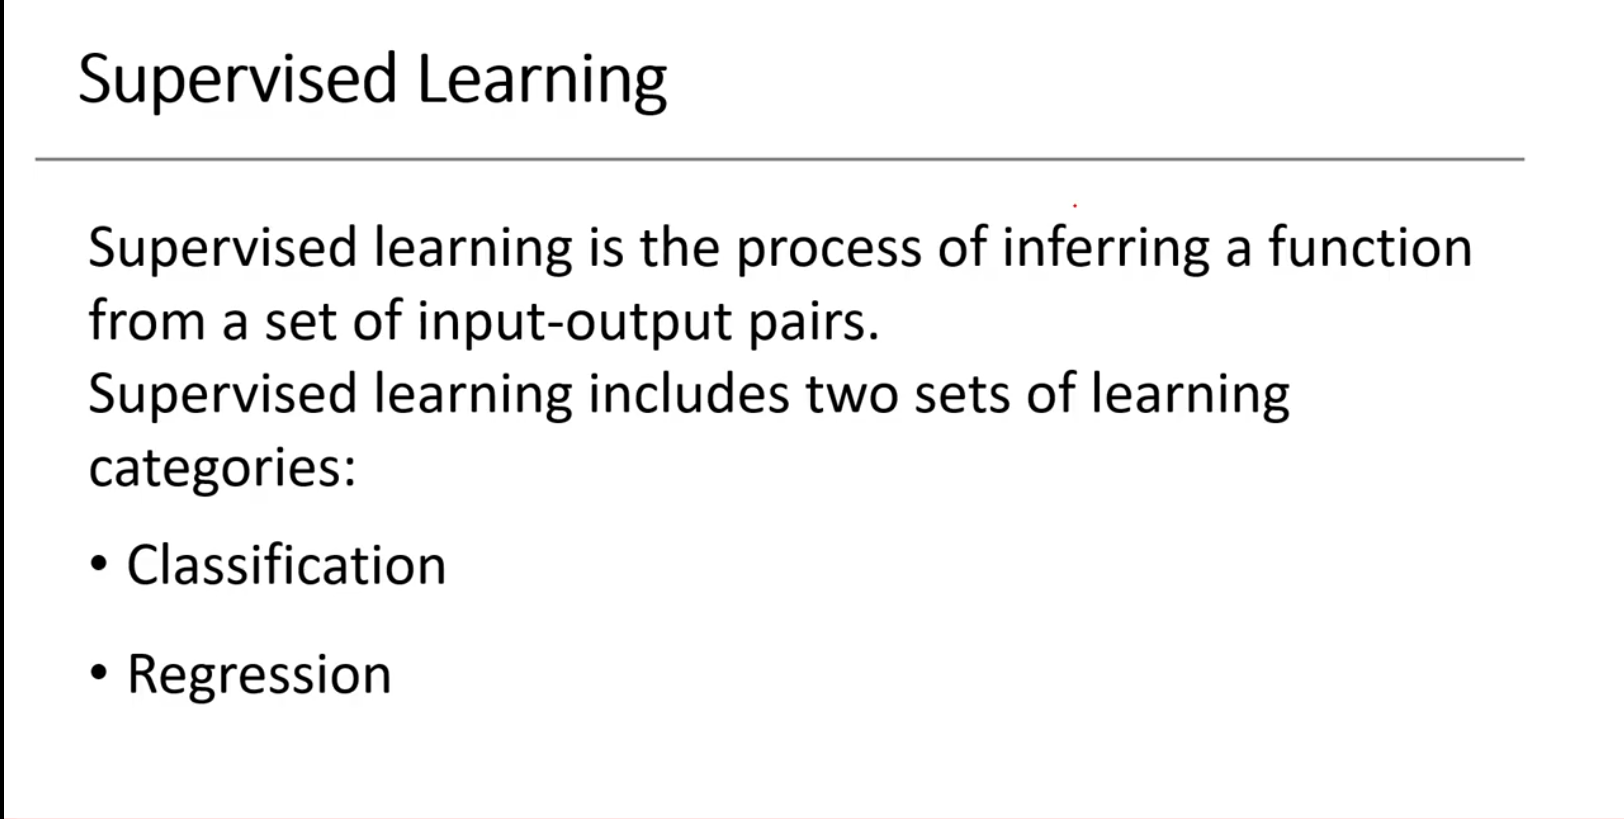 Supervised Learning
Supervised learning is the process of inferring a function
from a set of input-output pairs.
Supervised learning includes two sets of learning
categories:
• Classification
• Regression